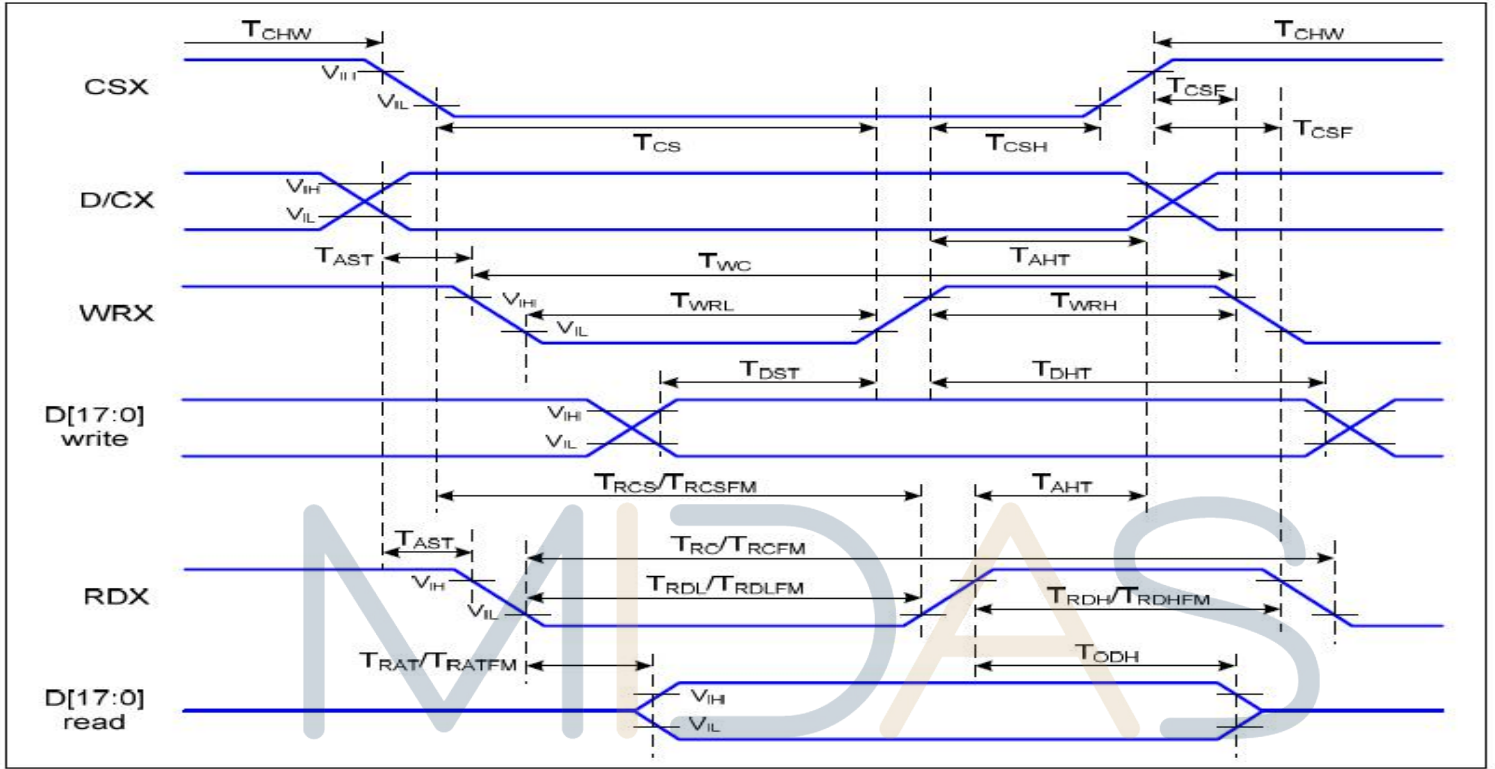 TCHW TCHW
CSX VIH
VIL
TCSF
TCSF
TCS TCSH
D/CX VIH
VIL
TAST TWC TAHT
WRX VIH TWRL TWRH
VIL
TDST TDHT
D[17:0] VIH
write VIL
TRCS/TRCSFM TAHT
TAST TRC/TRCFM
RDX VIH TRDL/TRDLFM TRDH/TRDHFM
VIL
TRAT/TRATFM TODH
D[17:0] VIH
read VIL
MIDAS